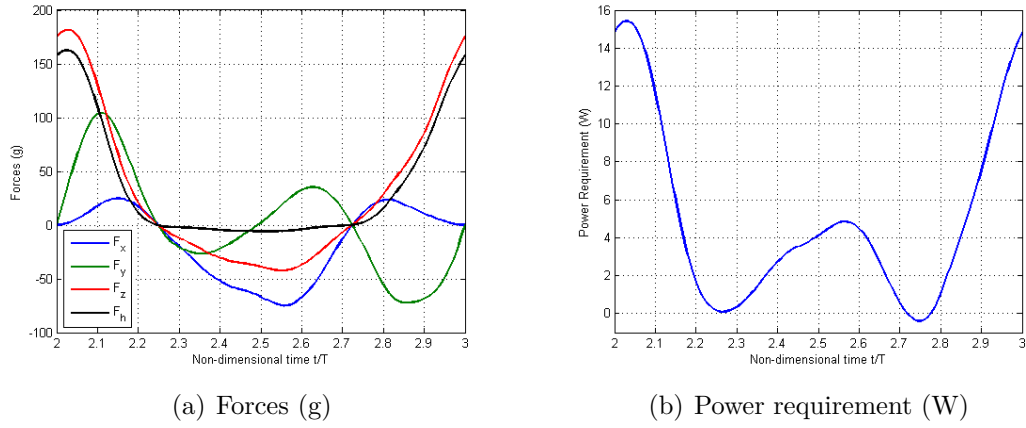 200
150
100
50
0
-50
-100
Forces (g)
F_x
F_y
F_z
F_h
2 2.1 2.2 2.3 2.4 2.5 2.6 2.7 2.8 2.9 3
Non-dimensional time t/T
(a) Forces (g)
16
14
12
10
8
6
4
2
0
Power Requirement (W)
2 2.1 2.2 2.3 2.4 2.5 2.6 2.7 2.8 2.9 3
Non-dimensional time t/T
(b) Power requirement (W)